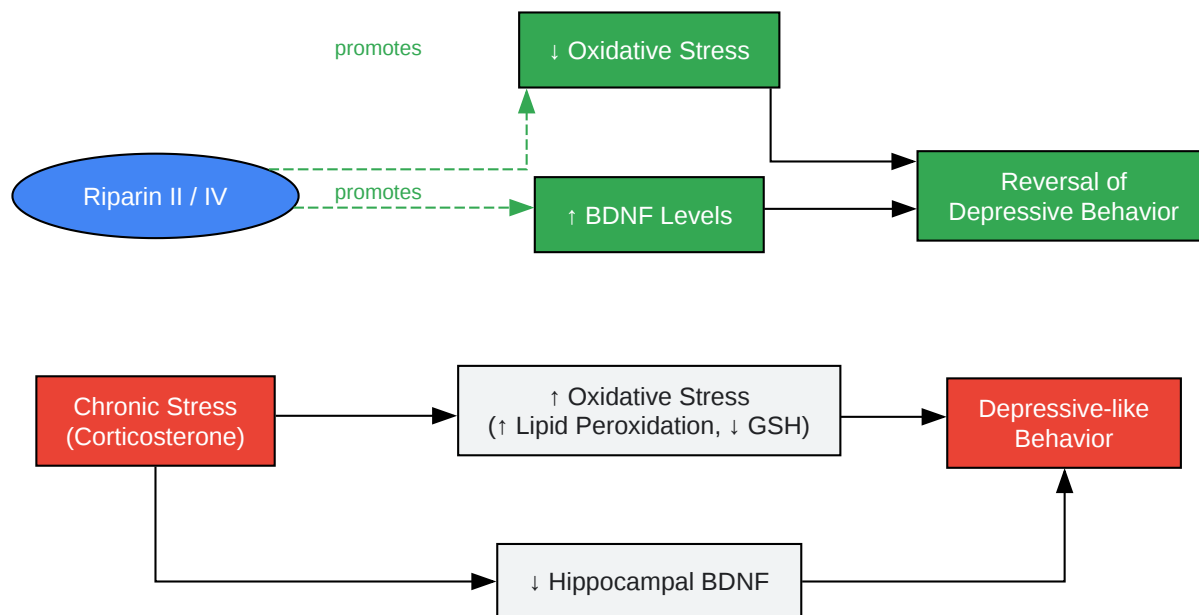 promotes
↓ Oxidative Stress
Riparin II / IV
promotes
↑ BDNF Levels
Reversal of
Depressive Behavior
Chronic Stress
(Corticosterone)
↑ Oxidative Stress
(↑ Lipid Peroxidation, ↓ GSH)
Depressive-like
Behavior
↓ Hippocampal BDNF